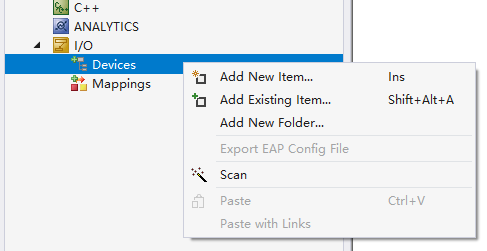 C++
ANALYTICS
I/O
Devices
Mappings
Add New Item... Ins
Add Existing Item... Shift+Alt+A
Add New Folder...
Export EAP Config File
Scan
Paste Ctrl+V
Paste with Links